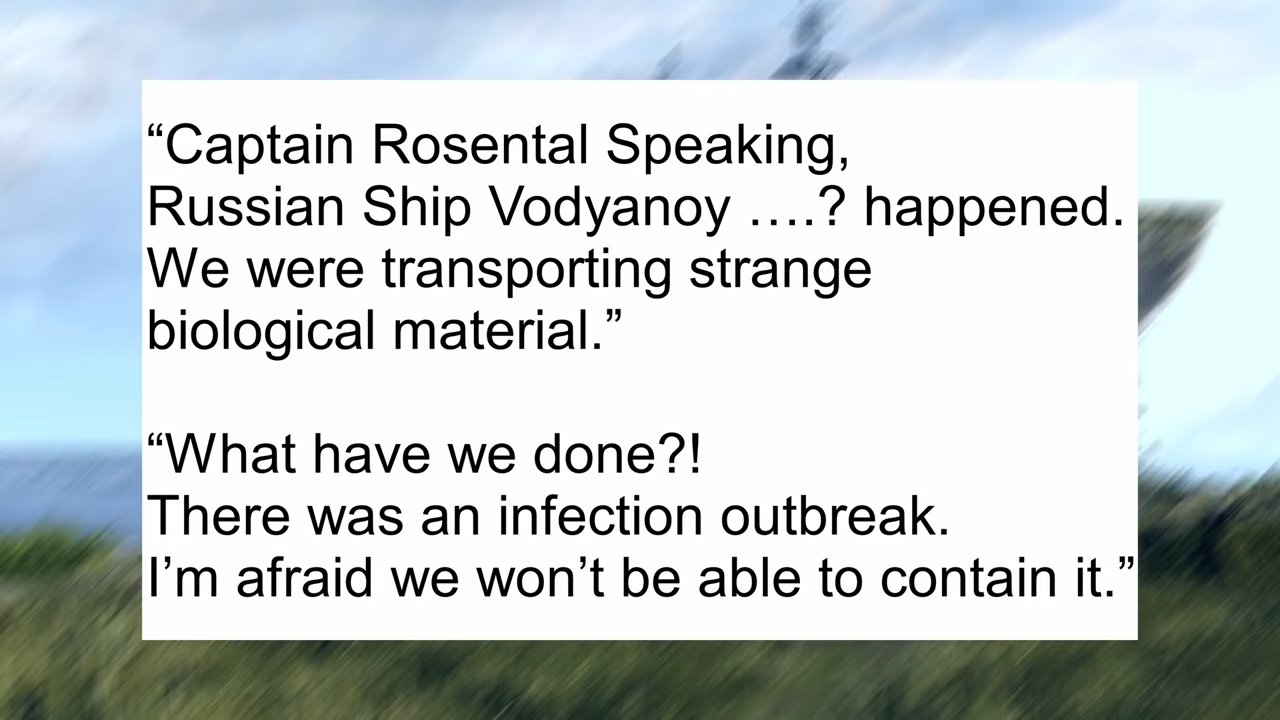 “Captain Rosental Speaking,
Russian Ship Vodyanoy ….? happened.
We were transporting strange
biological material.”
“What have we done?!
There was an infection outbreak.
I’m afraid we won’t be able to contain it.”